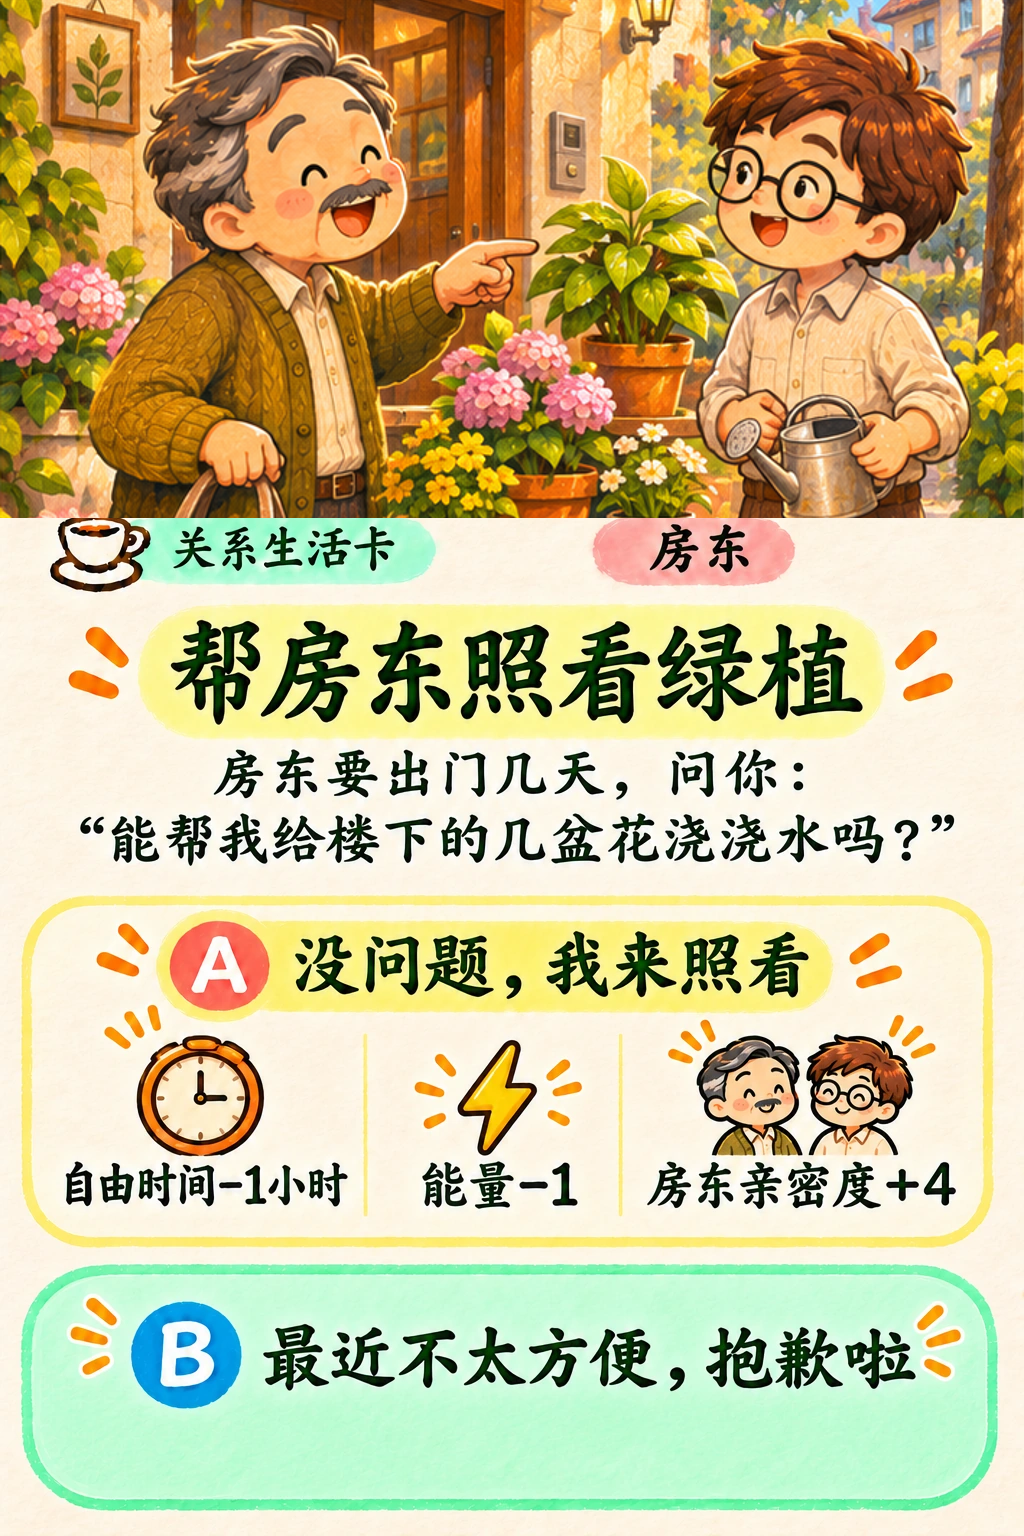 关系生活卡
房东
帮房东照看绿植
房东要出门几天，问你：
“能帮我给楼下的几盆花浇浇水吗？”
A 没问题，我来照看
自由时间-1小时
能量-1
房东亲密度+4
B 最近不太方便，抱歉啦